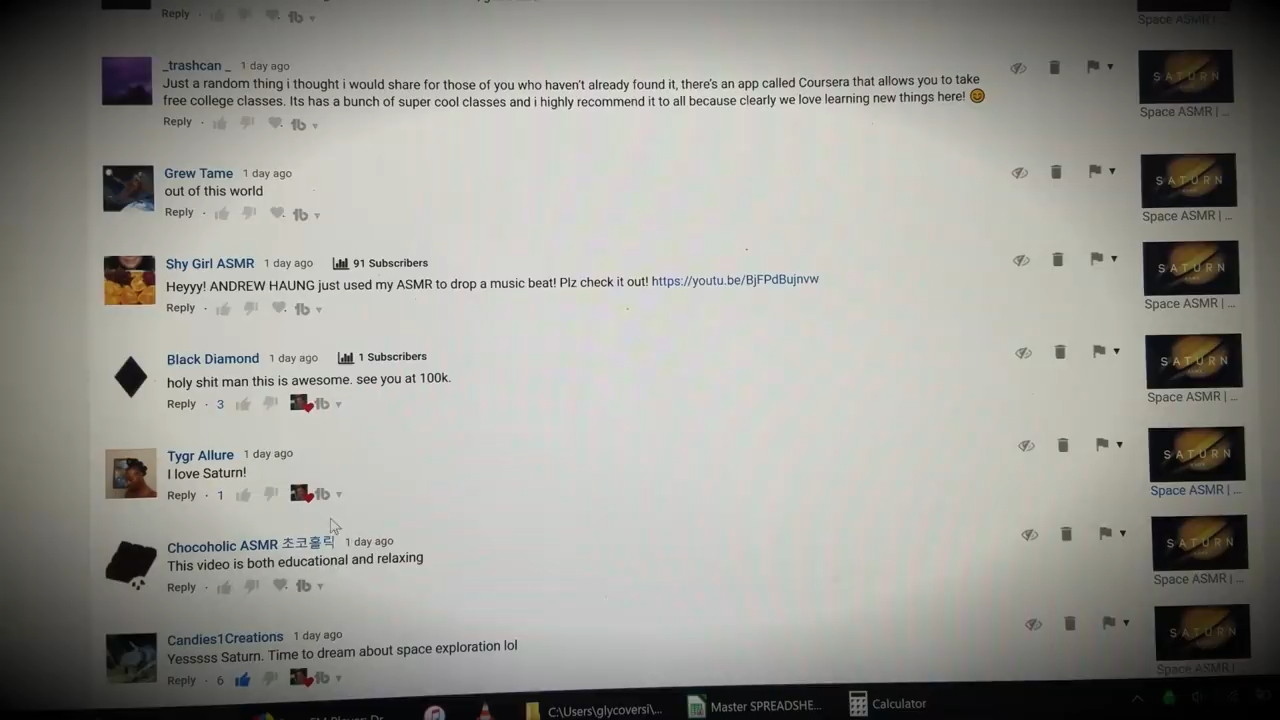 Reply
Space ASMR |
_trashcan _ 1 day ago
Just a random thing i thought i would share for those of you who haven't already found it, there's an app called Coursera that allows you to take
free college classes. Its has a bunch of super cool classes and i highly recommend it to all because clearly we love learning new things here! 😊
Reply ·
SATURN
Space ASMR | ...
Grew Tame 1 day ago
out of this world
Reply ·
SATURN
Space ASMR | ...
Shy Girl ASMR 1 day ago 91 Subscribers
Heyyy! ANDREW HAUNG just used my ASMR to drop a music beat! Plz check it out! https://youtu.be/BjFPdBujnvw
Reply ·
SATURN
Space ASMR | ...
Black Diamond 1 day ago 1 Subscribers
holy shit man this is awesome. see you at 100k.
Reply · 3
SATURN
Space ASMR | ...
Tygr Allure 1 day ago
I love Saturn!
Reply · 1
SATURN
Space ASMR | ...
Chocoholic ASMR 초코홀릭 1 day ago
This video is both educational and relaxing
Reply ·
SATURN
Space ASMR | ...
Candies1Creations 1 day ago
Yesssss Saturn. Time to dream about space exploration lol
Reply · 6
SATURN
Space ASMR | ...
C:\Users\glycoversi\...
Master SPREADSHE...
Calculator